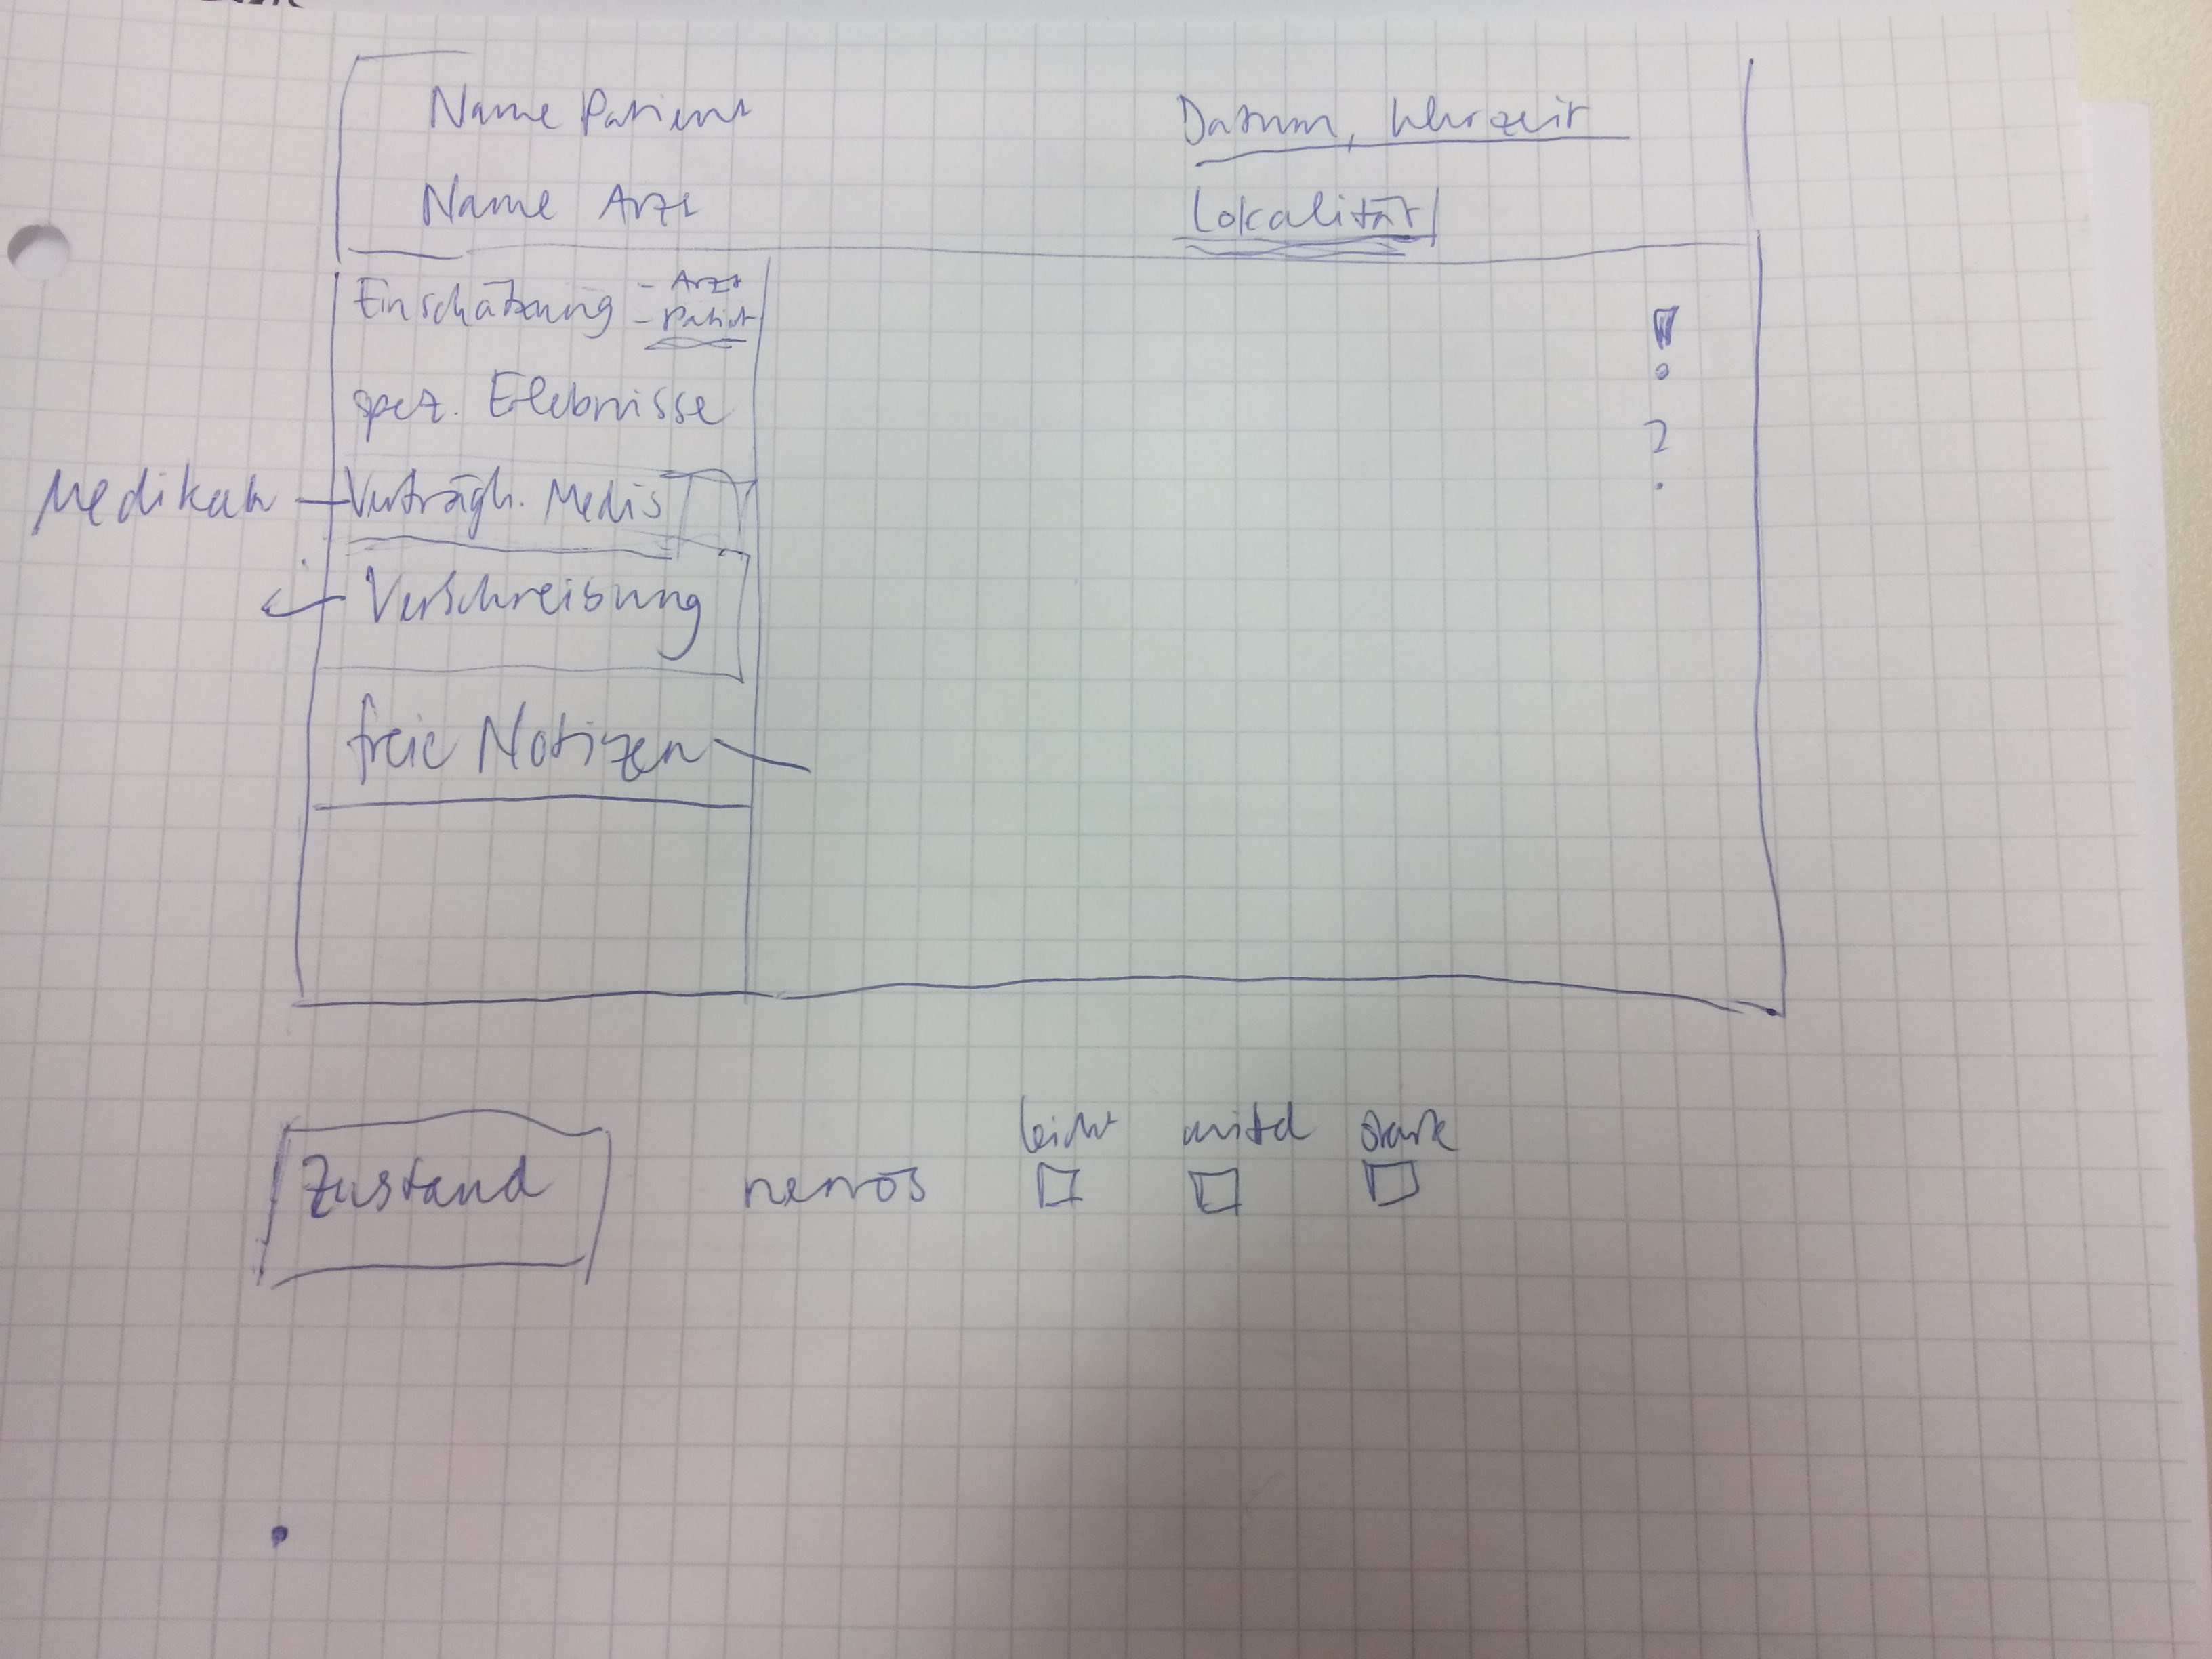 Name Patient
Datum, Uhrzeit
Name Arzt
Lokalität
Einschätzung - Arzt
- Patient
!
spez. Erlebnisse
?
Verträgl. Medis
Verschreibung
freie Notizen
leicht mittel stark
Zustand nervös